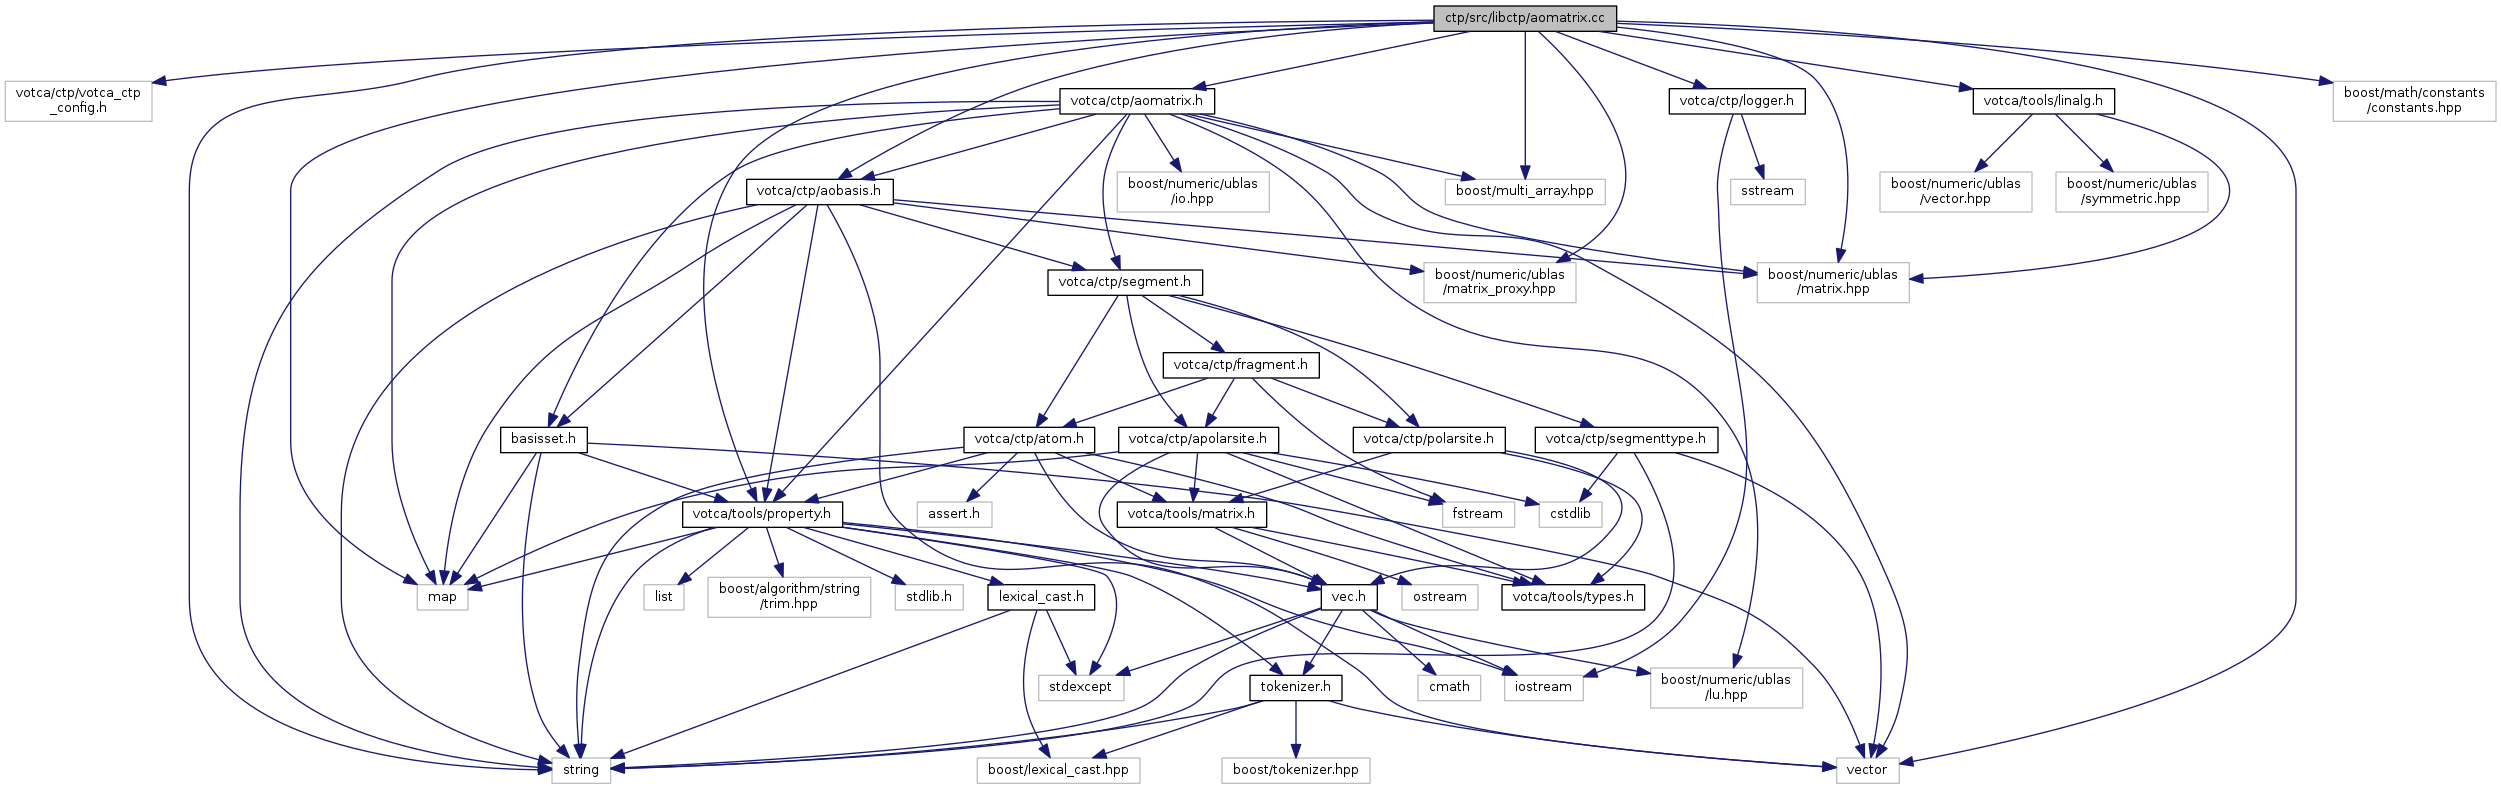 ctp/src/libctp/aomatrix.cc
votca/ctp/votca_ctp
_config.h
votca/ctp/aomatrix.h
votca/ctp/logger.h
votca/tools/linalg.h
boost/math/constants
/constants.hpp
votca/ctp/aobasis.h
boost/numeric/ublas
/io.hpp
boost/multi_array.hpp
sstream
boost/numeric/ublas
/vector.hpp
boost/numeric/ublas
/symmetric.hpp
votca/ctp/segment.h
boost/numeric/ublas
/matrix_proxy.hpp
boost/numeric/ublas
/matrix.hpp
votca/ctp/fragment.h
basisset.h
votca/ctp/atom.h
votca/ctp/apolarsite.h
votca/ctp/polarsite.h
votca/ctp/segmenttype.h
votca/tools/property.h
assert.h
votca/tools/matrix.h
fstream
cstdlib
map
list
boost/algorithm/string
/trim.hpp
stdlib.h
lexical_cast.h
vec.h
ostream
votca/tools/types.h
stdexcept
tokenizer.h
cmath
iostream
boost/numeric/ublas
/lu.hpp
string
boost/lexical_cast.hpp
boost/tokenizer.hpp
vector